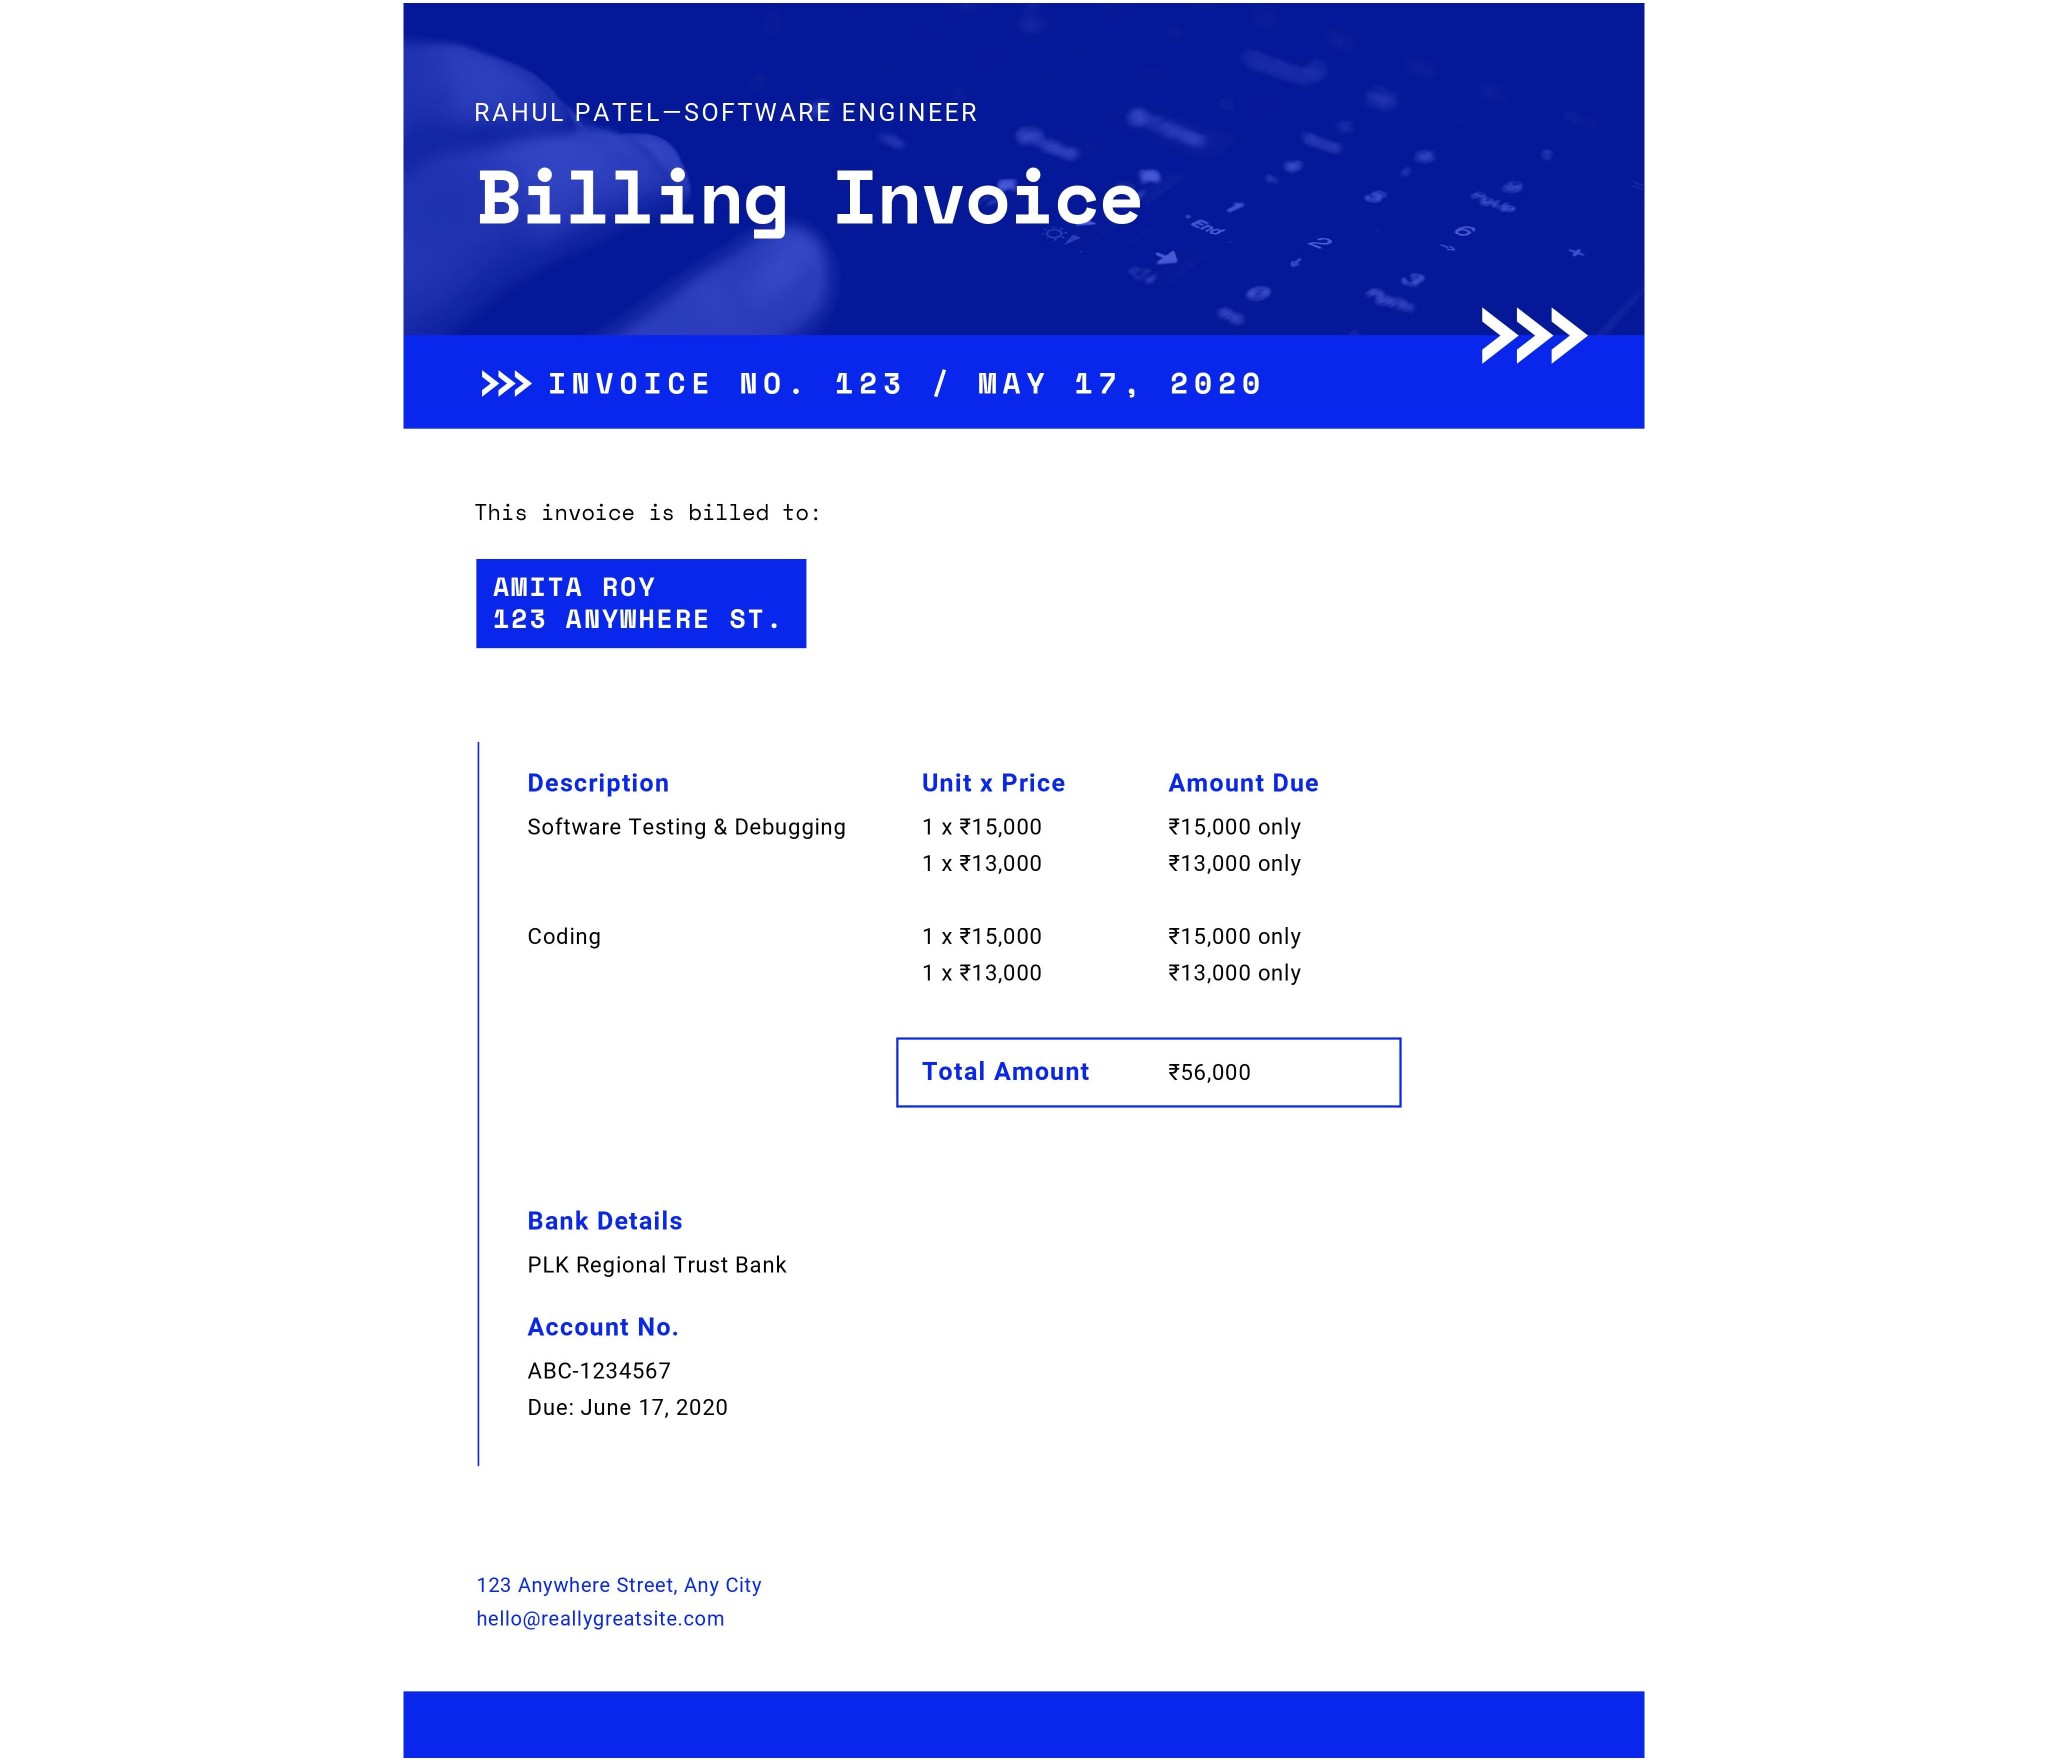 RAHUL PATEL—SOFTWARE ENGINEER
Billing Invoice
INVOICE NO. 123 / MAY 17, 2020
This invoice is billed to:
AMITA ROY
123 ANYWHERE ST.
Description Unit x Price Amount Due
Software Testing & Debugging 1 x ₹15,000 ₹15,000 only
1 x ₹13,000 ₹13,000 only
Coding 1 x ₹15,000 ₹15,000 only
1 x ₹13,000 ₹13,000 only
Total Amount ₹56,000
Bank Details
PLK Regional Trust Bank
Account No.
ABC-1234567
Due: June 17, 2020
123 Anywhere Street, Any City
hello@reallygreatsite.com